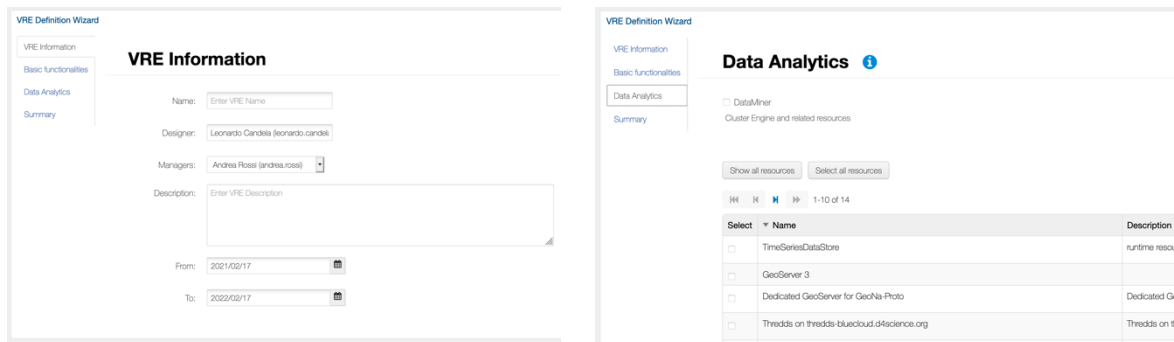 VRE Definition Wizard
VRE Information
Basic functionalities
Data Analytics
Summary
VRE Information
Name: Enter VRE Name
Designer: Leonardo Candela (leonardo.candela
Managers: Andrea Rossi (andrea.rossi)
Description: Enter VRE Description
From: 2021/02/17
To: 2022/02/17
VRE Definition Wizard
VRE Information
Basic functionalities
Data Analytics
Summary
Data Analytics
DataMiner
Cluster Engine and related resources
Show all resources Select all resources
1-10 of 14
Select Name Description
TimeSeriesDataStore runtime resou
GeoServer 3
Dedicated GeoServer for GeoNa-Proto Dedicated Ge
Thredds on thredds-bluecloud.d4science.org Thredds on t